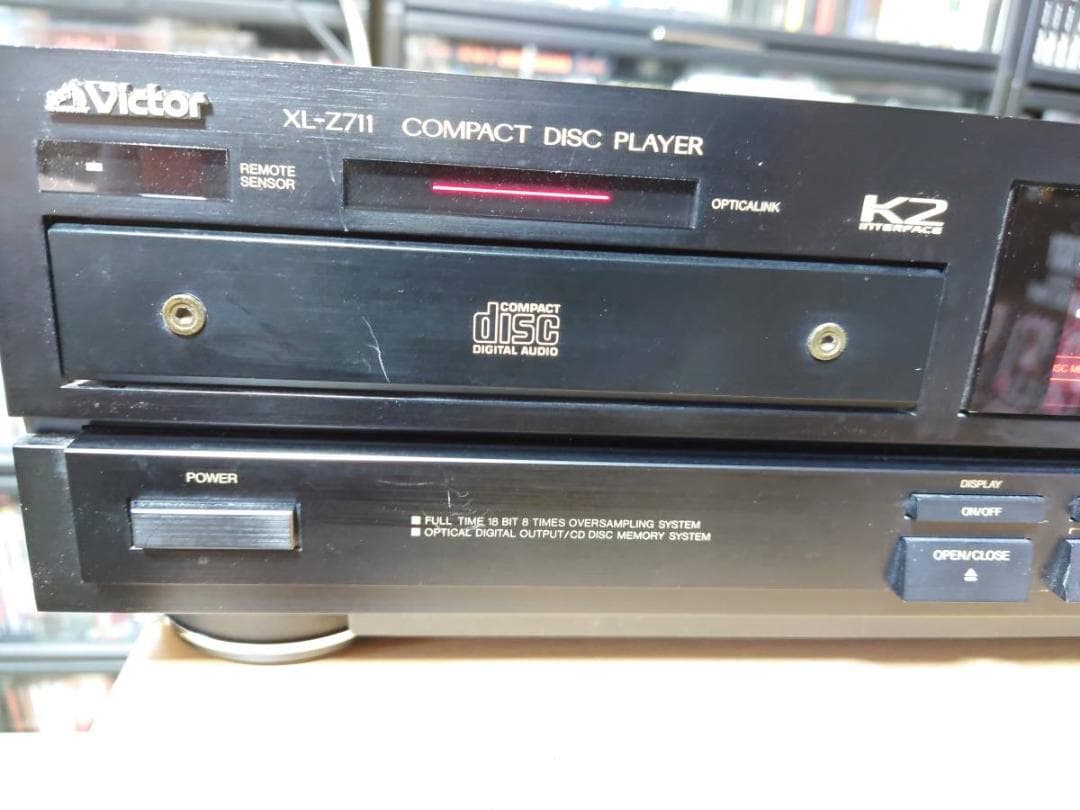 Victor
XL-Z711 COMPACT DISC PLAYER
REMOTE
SENSOR
OPTICALINK
K2
INTERFACE
COMPACT
disc
DIGITAL AUDIO
POWER
■ FULL TIME 18 BIT 8 TIMES OVERSAMPLING SYSTEM
■ OPTICAL DIGITAL OUTPUT/CD DISC MEMORY SYSTEM
DISPLAY
ON/OFF
OPEN/CLOSE